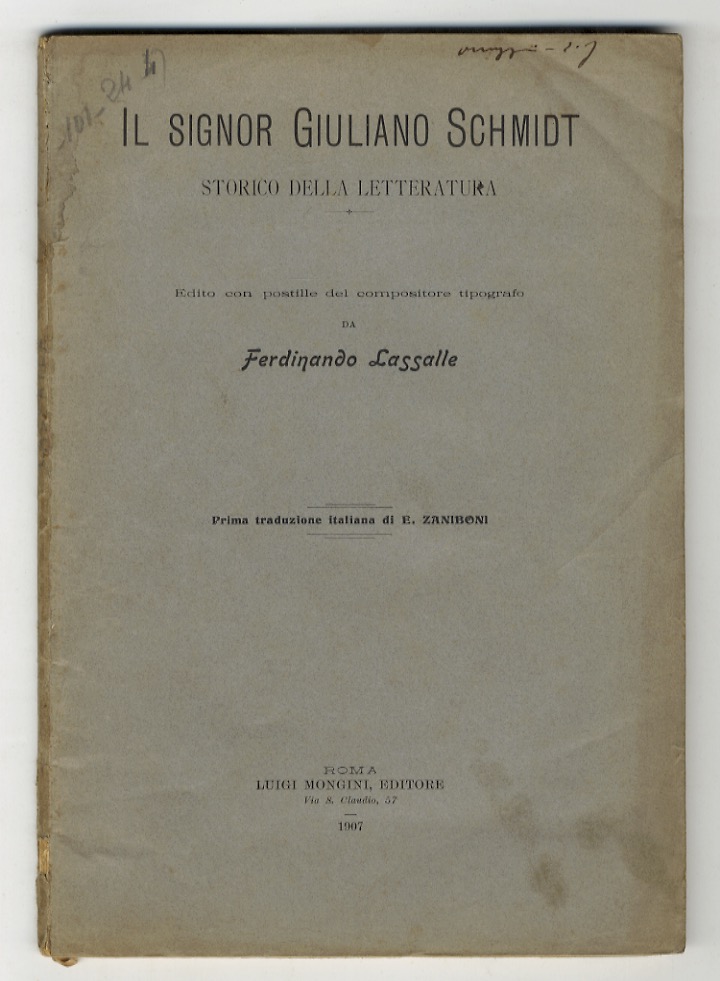 IL SIGNOR GIULIANO SCHMIDT
STORICO DELLA LETTERATURA
Edito con postille del compositore tipografo
DA
Ferdinando Lassalle
Prima traduzione italiana di E. ZANIBONI
ROMA
LUIGI MONGINI, EDITORE
Via S. Claudio, 57
1907